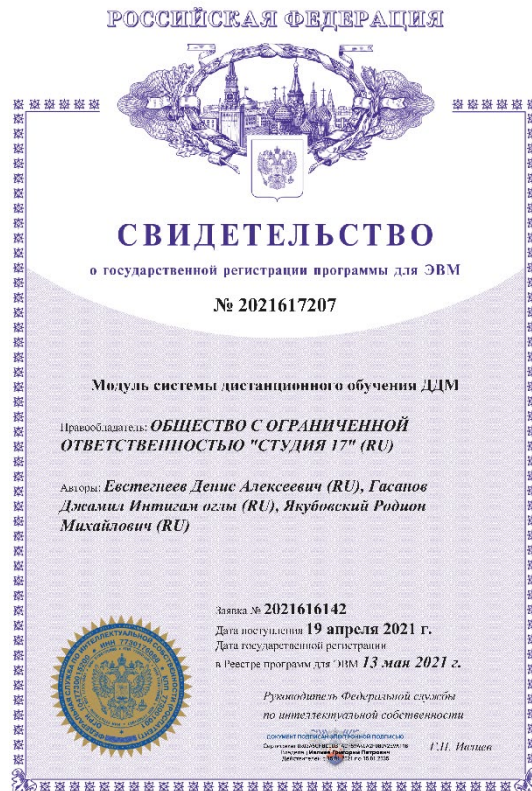 РОССИЙСКАЯ ФЕДЕРАЦИЯ
СВИДЕТЕЛЬСТВО
о государственной регистрации программы для ЭВМ
№ 2021617207
Модуль системы дистанционного обучения ДДМ
Правообладатель: ОБЩЕСТВО С ОГРАНИЧЕННОЙ
ОТВЕТСТВЕННОСТЬЮ "СТУДИЯ 17" (RU)
Авторы: Евстегнеев Денис Алексеевич (RU), Гасанов
Джамил Интигам оглы (RU), Якубовский Родион
Михайлович (RU)
Заявка № 2021616142
Дата поступления 19 апреля 2021 г.
Дата государственной регистрации
в Реестре программ для ЭВМ 13 мая 2021 г.
Руководитель Федеральной службы
по интеллектуальной собственности
ДОКУМЕНТ ПОДПИСАН ЭЛЕКТРОННОЙ ПОДПИСЬЮ
Г.П. Ивлиев